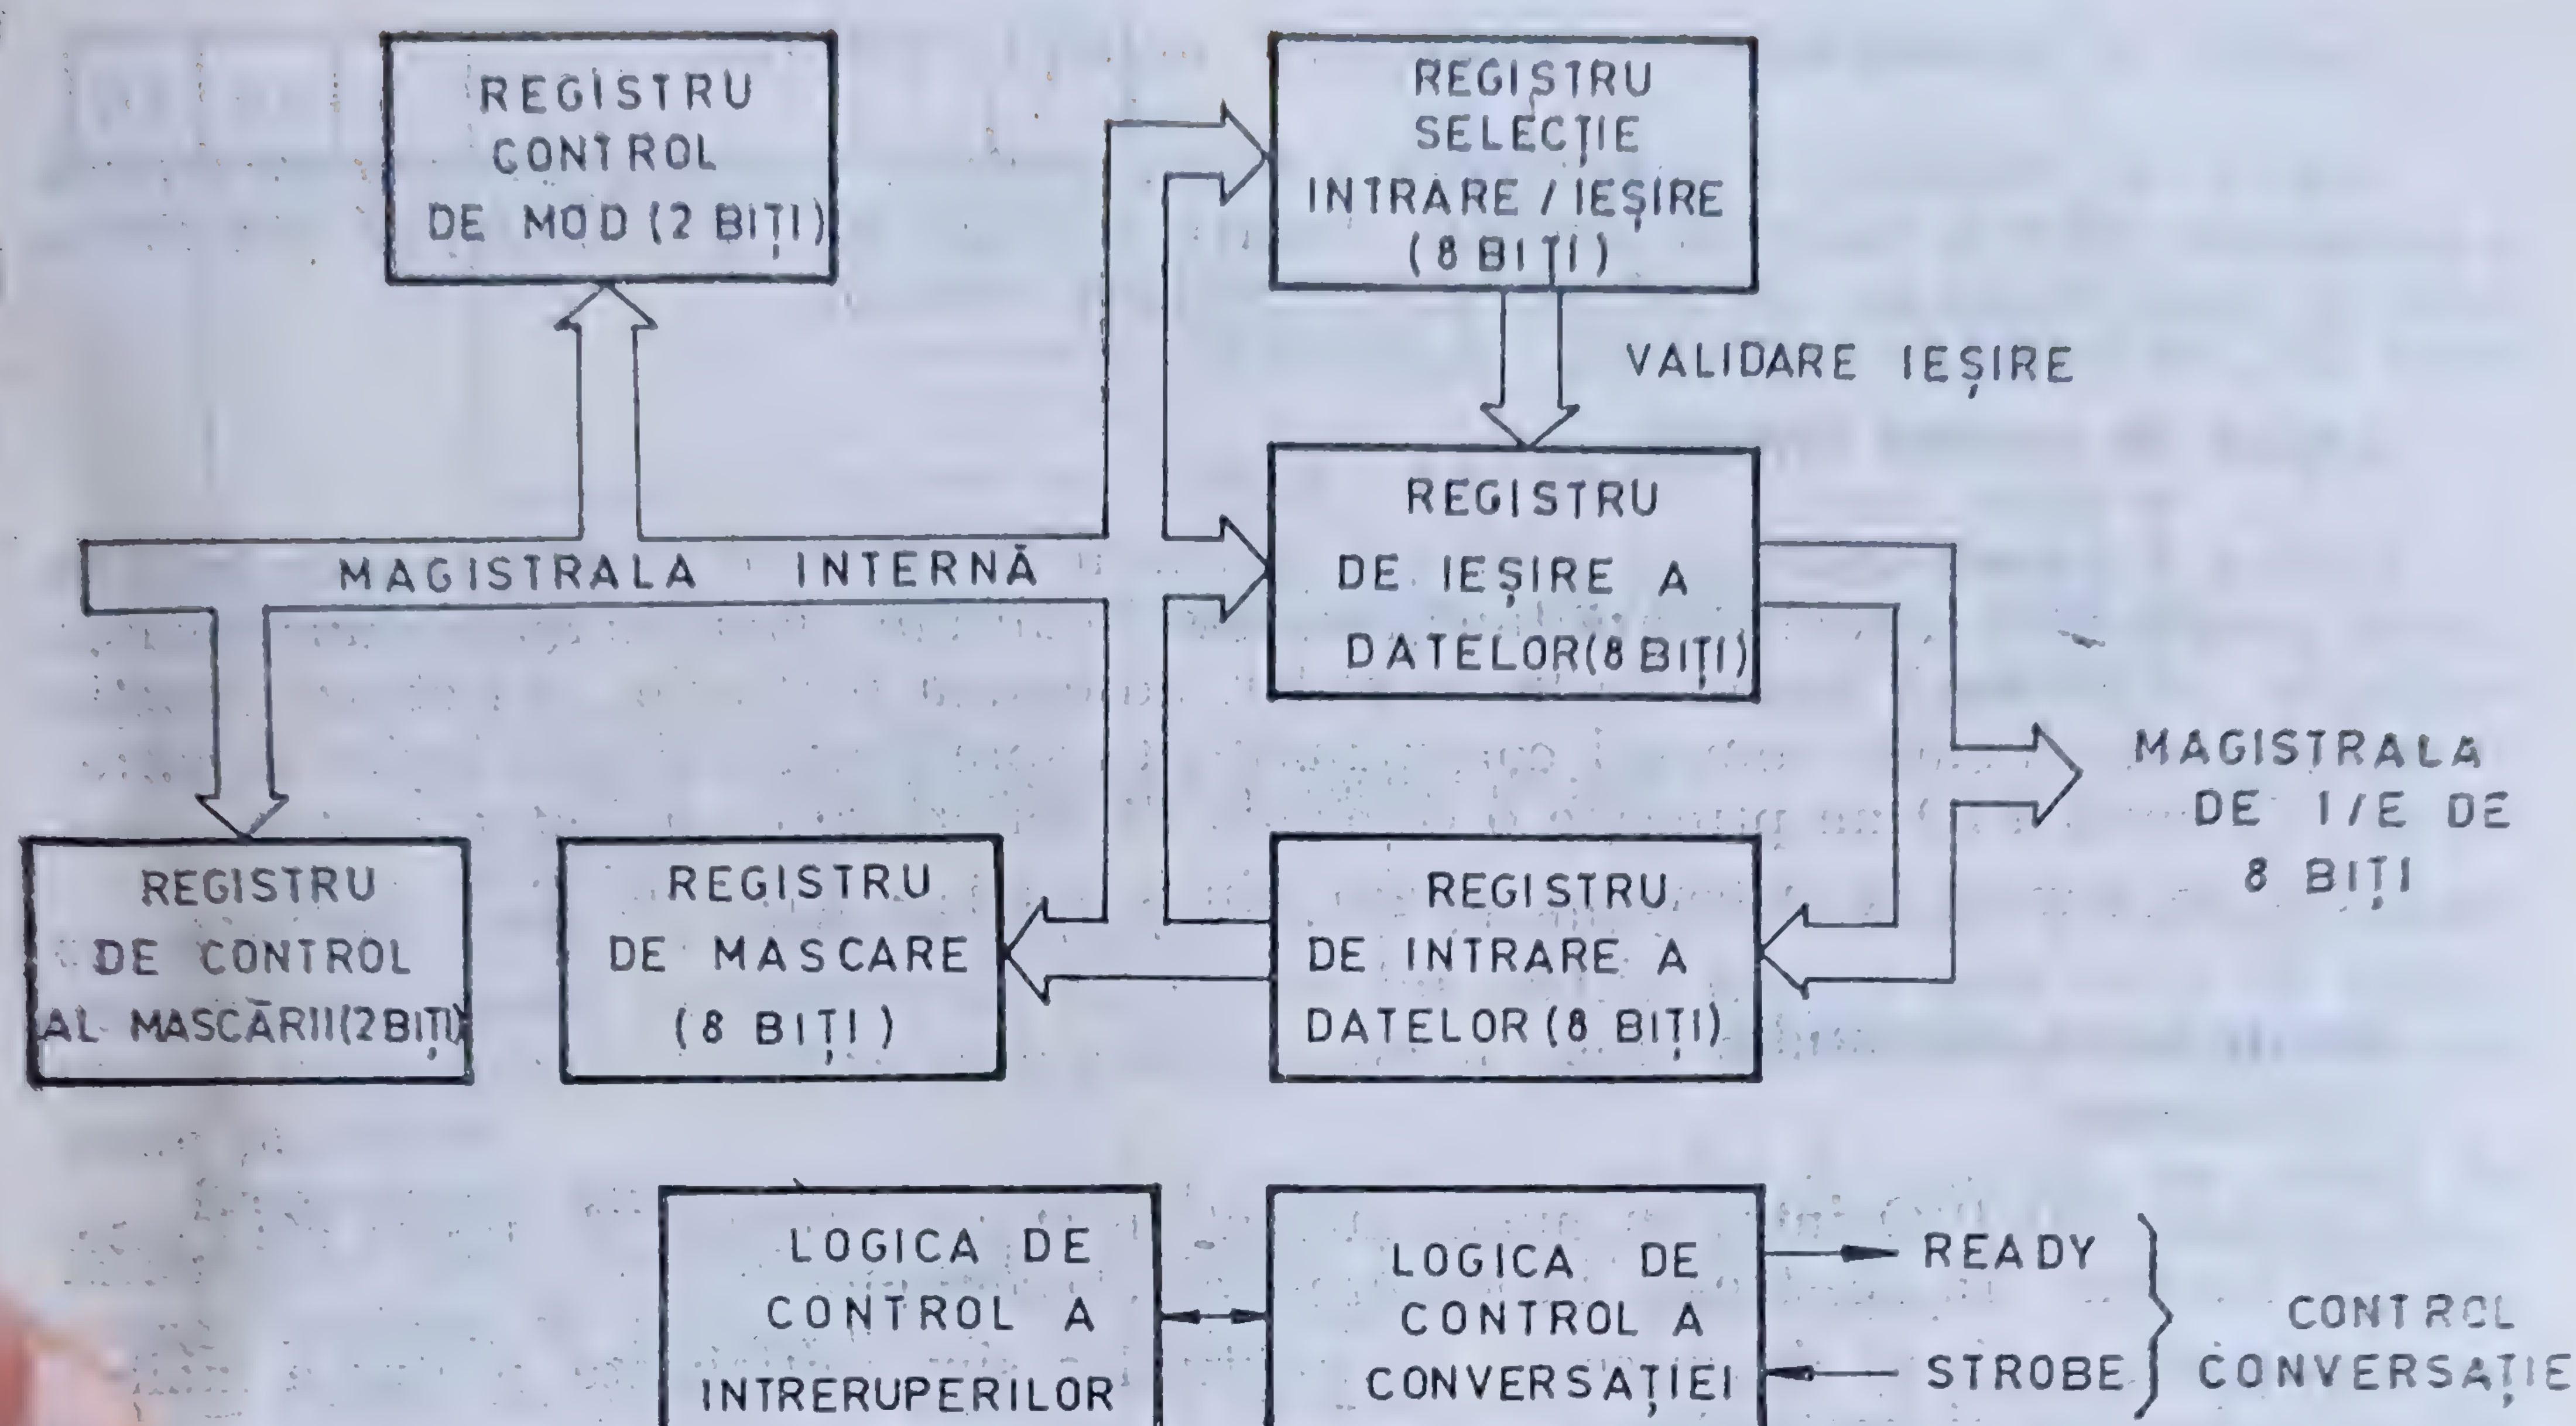 REGISTRU
CONTROL
DE MOD (2 BIȚI)
REGISTRU
SELECȚIE
INTRARE / IEȘIRE
(8 BIȚI)
VALIDARE IEȘIRE
MAGISTRALA INTERNĂ
REGISTRU
DE IEȘIRE A
DATELOR (8 BIȚI)
MAGISTRALA
DE I/E DE
8 BIȚI
REGISTRU
DE CONTROL
AL MASCĂRII (2 BIȚI)
REGISTRU
DE MASCARE
(8 BIȚI)
REGISTRU
DE INTRARE A
DATELOR (8 BIȚI)
LOGICA DE
CONTROL A
INTRERUPERILOR
LOGICA DE
CONTROL A
CONVERSAȚIEI
READY
STROBE
CONTROL
CONVERSAȚIE